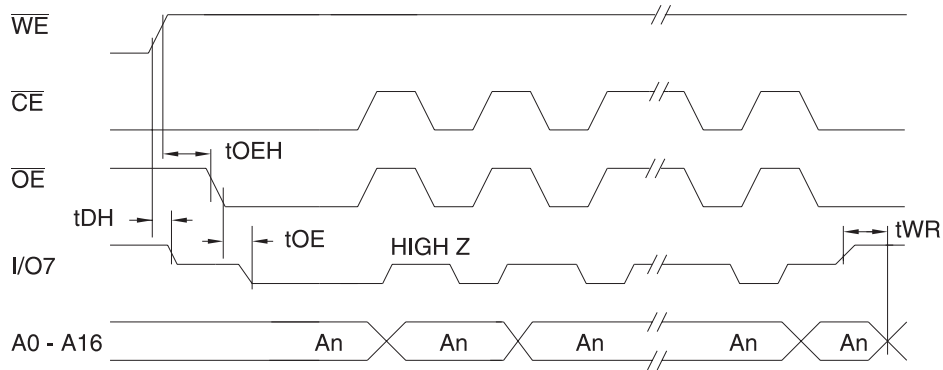 WE
CE
tOEH
OE
tDH
tOE
tWR
HIGH Z
I/O7
A0 - A16
An
An
An
An
An